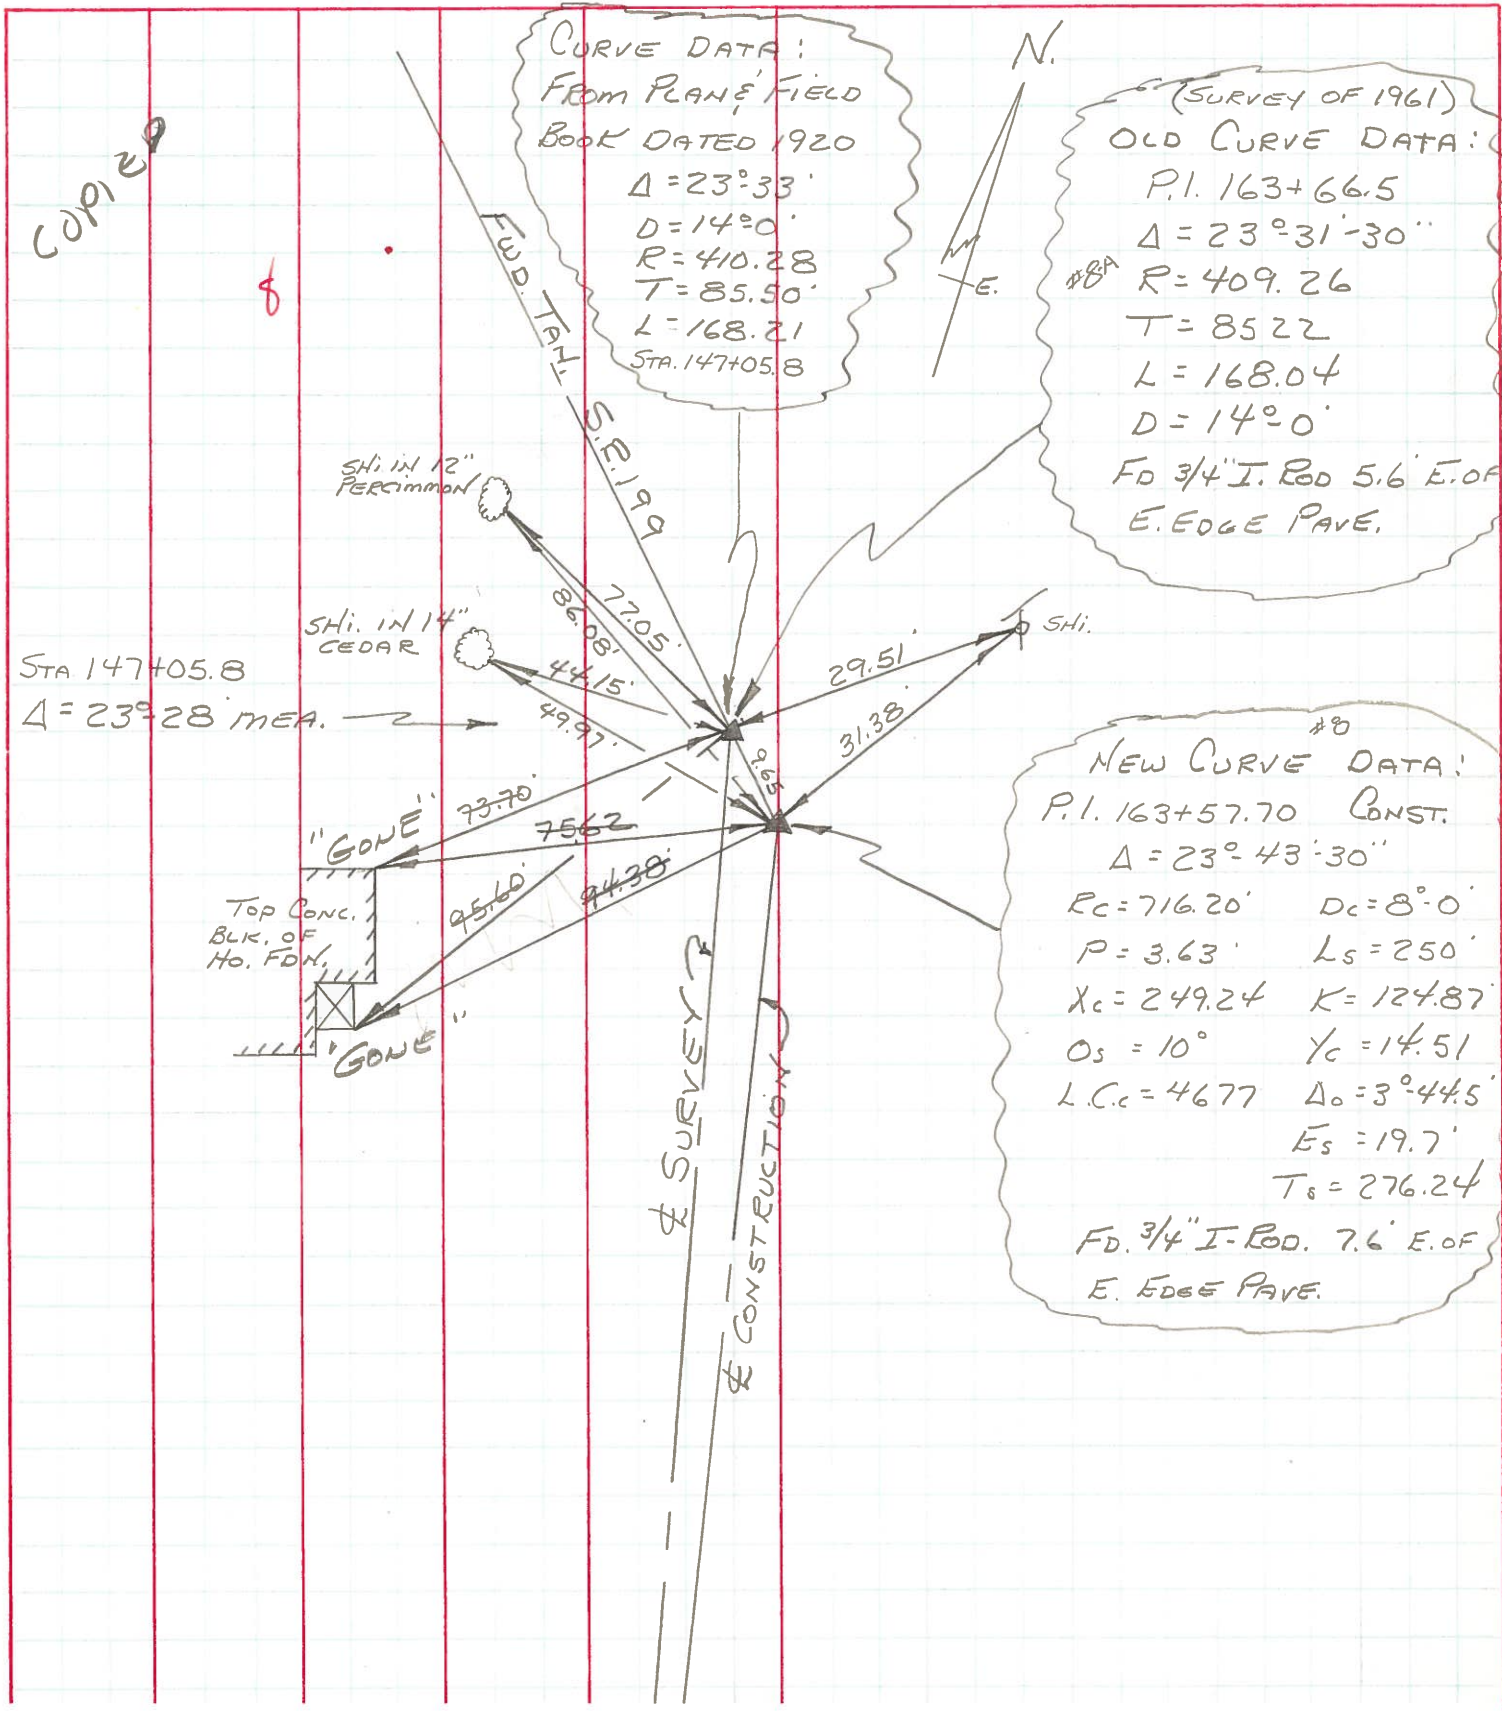 COPIED
8
CURVE DATA:
FROM PLAN & FIELD
BOOK DATED 1920
Δ = 23°-33'
D = 14°-0'
R = 410.28
T = 85.50'
L = 168.21
STA. 147+05.8
N.
E.
(SURVEY OF 1961)
OLD CURVE DATA:
P.I. 163+66.5
Δ = 23°-31'-30"
#8A R = 409.26
T = 85 22
L = 168.04
D = 14°-0'
FD 3/4" I. ROD 5.6' E. OF
E. EDGE PAVE.
FWD. TAN. S.R. 199
SHi IN 12"
PERCIMMON
77.05'
86.08'
SHi. IN 14"
CEDAR
44.15'
49.97'
STA 147+05.8
Δ = 23°-28' MEA.
SHi.
29.51'
31.38'
9.65
73.70'
75.62
95.60'
94.38'
"GONE"
TOP CONC.
BLK. OF
HO. FDN.
"GONE"
℄ SURVEY
℄ CONSTRUCTION
#8
NEW CURVE DATA:
P.I. 163+57.70 CONST.
Δ = 23°-43'-30"
Rc = 716.20' Dc = 8°-0'
P = 3.63' Ls = 250'
Xc = 249.24 K = 124.87'
Os = 10° Yc = 14.51
L.C.c = 46 77 Δo = 3°-44.5'
Es = 19.7'
Ts = 276.24'
FD. 3/4" I-ROD. 7.6' E. OF
E. EDGE PAVE.